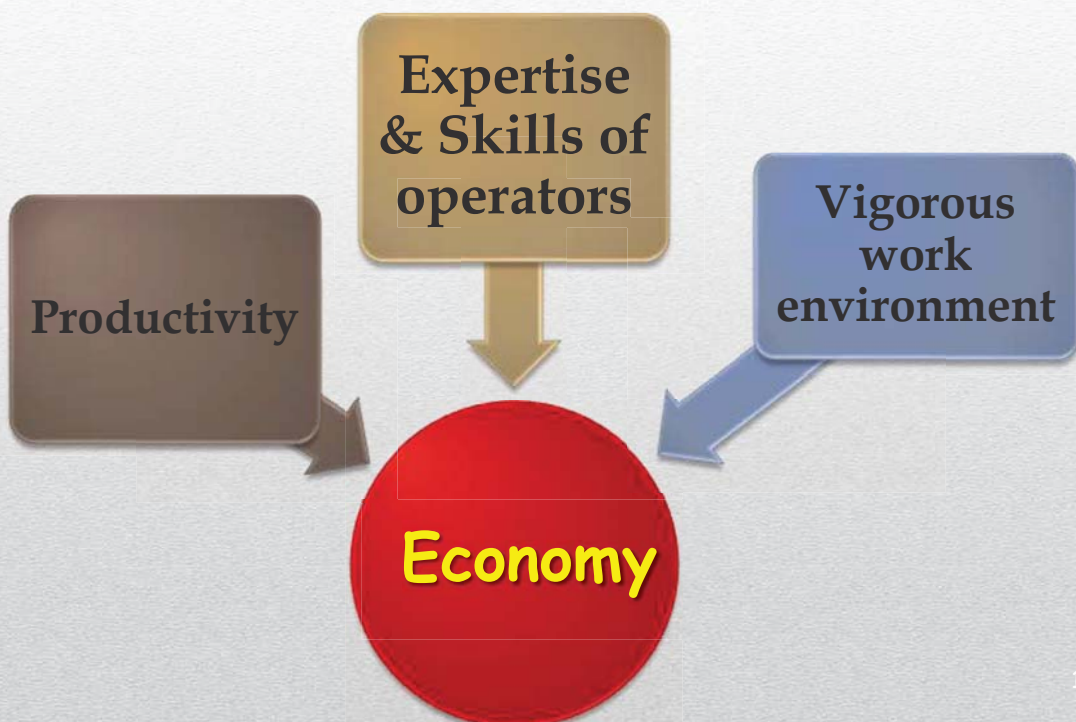 Expertise
& Skills of
operators
Productivity
Vigorous
work
environment
Economy